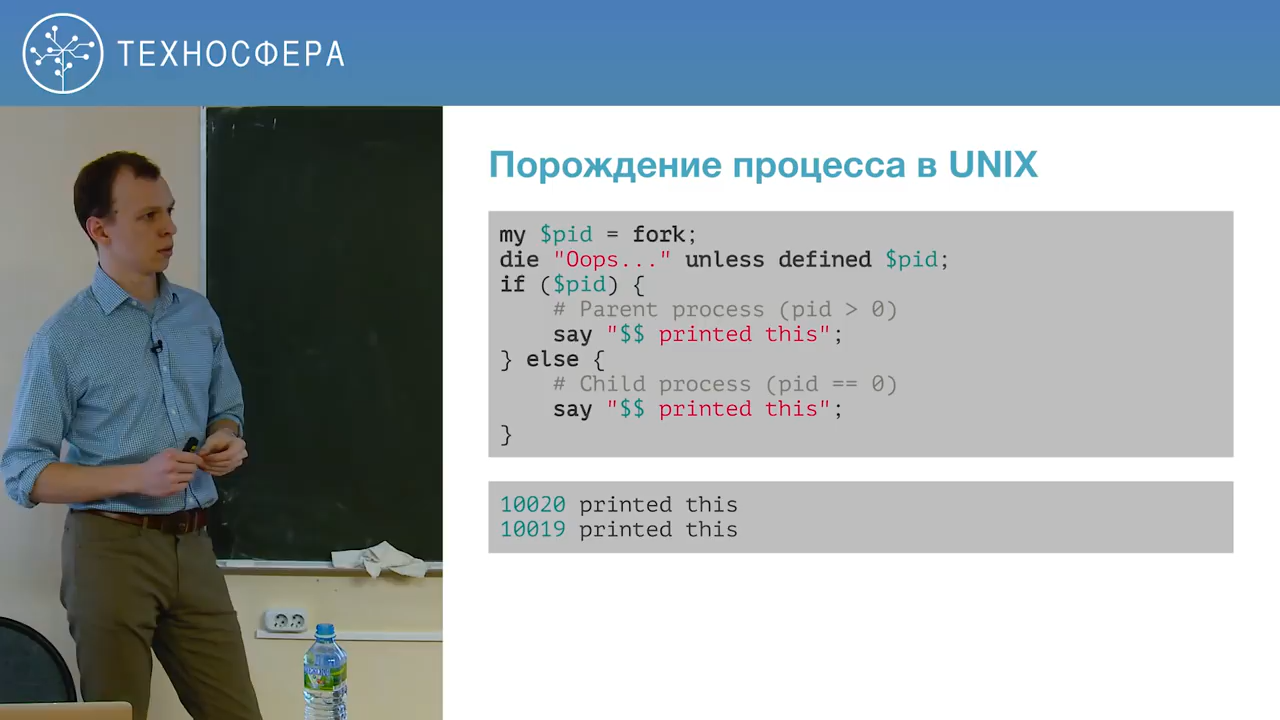 ТЕХНОСФЕРА
Порождение процесса в UNIX
my $pid = fork;
die "Oops..." unless defined $pid;
if ($pid) {
    # Parent process (pid > 0)
    say "$$ printed this";
} else {
    # Child process (pid == 0)
    say "$$ printed this";
}
10020 printed this
10019 printed this